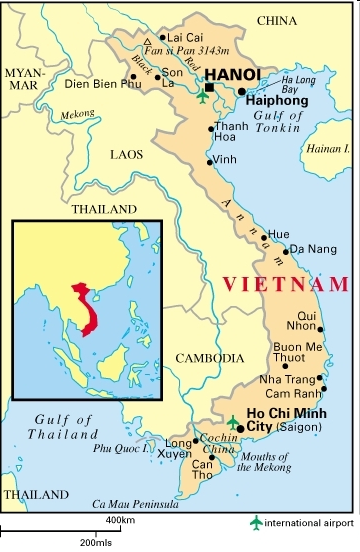 CHINA
Lai Cai
Fan si Pan 3143m
MYAN-
MAR
Black
Red
Dien Bien Phu
Son
La
HANOI
Ha Long
Bay
Haiphong
Gulf of
Tonkin
Mekong
Thanh
Hoa
Hainan I.
LAOS
Vinh
THAILAND
Annam
Hue
Da Nang
VIETNAM
Qui
Nhon
Buon Me
Thuot
CAMBODIA
Nha Trang
Cam Ranh
Ho Chi Minh
City (Saigon)
Gulf of
Thailand
Phu Quoc I.
Long
Xuyen
Cochin
China
Can
Tho
Mouths of
the Mekong
THAILAND
Ca Mau Peninsula
400km
200mls
international airport